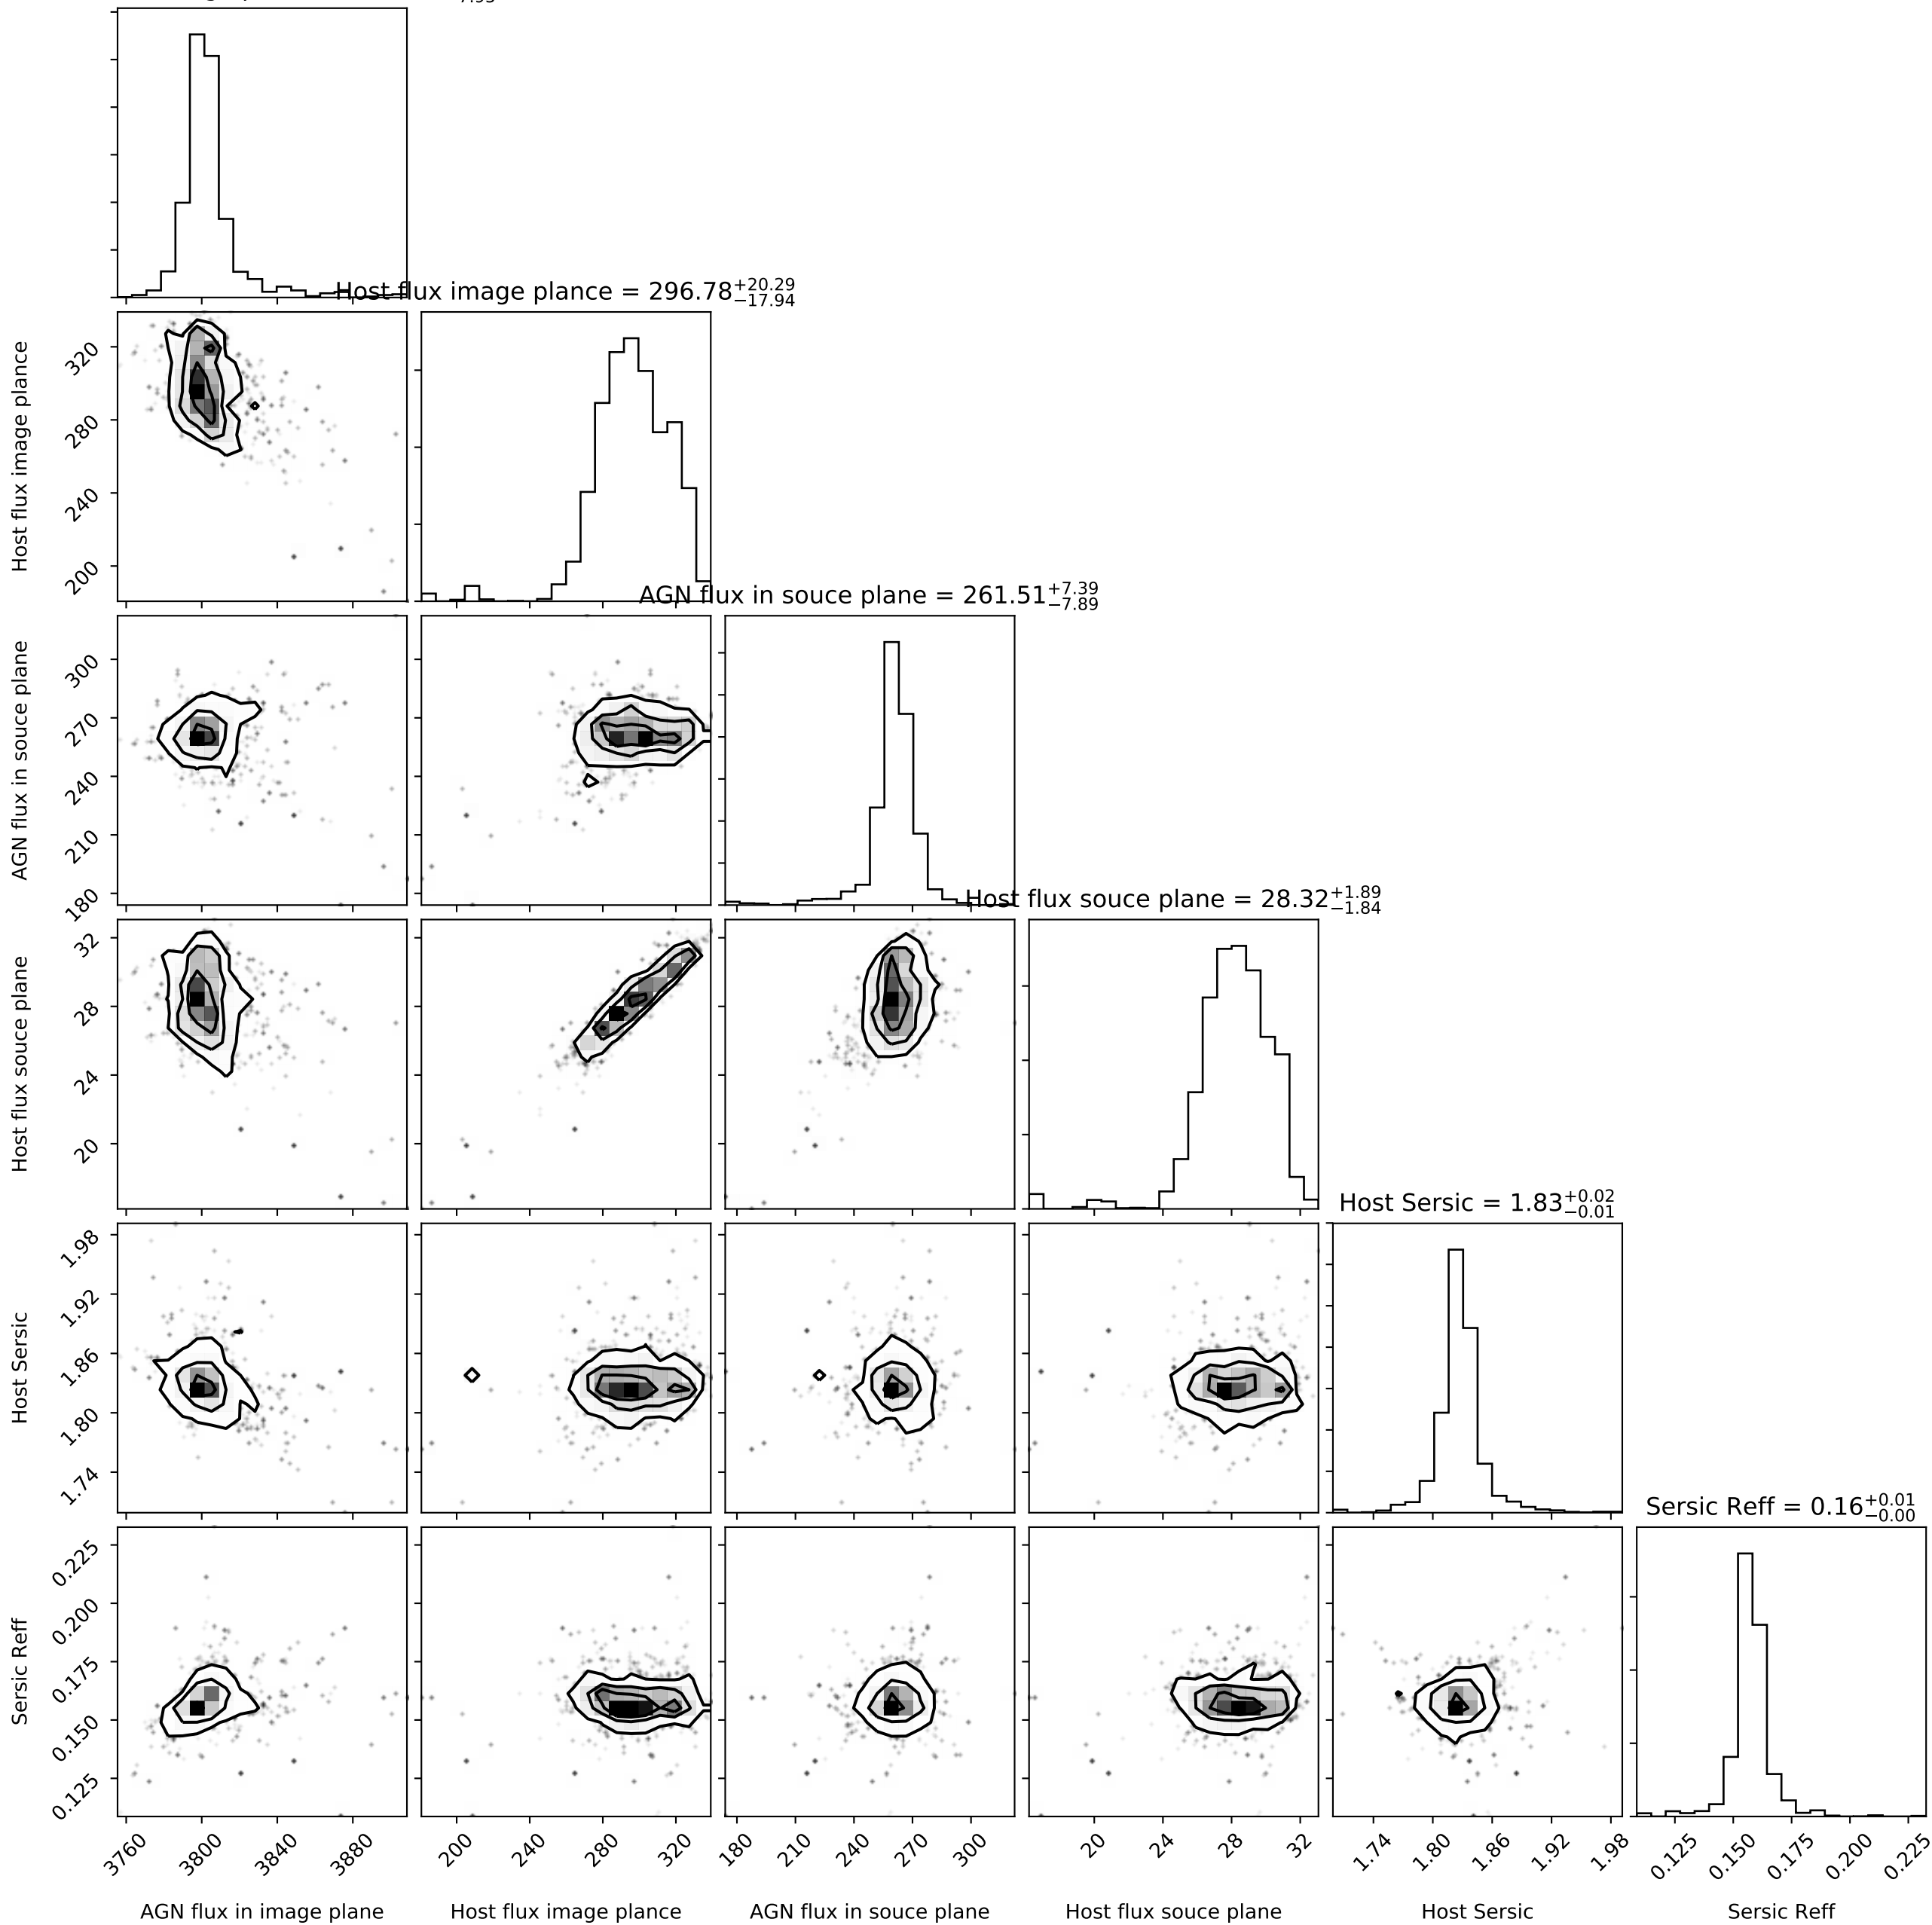 Host flux image plance = 296.78 +20.29 −17.94
AGN flux in souce plane = 261.51 +7.39 −7.89
Host flux souce plane = 28.32 +1.89 −1.84
Host Sersic = 1.83 +0.02 −0.01
Sersic Reff = 0.16 +0.01 −0.00
Host flux image plance
320
280
240
200
AGN flux in souce plane
300
270
240
210
180
Host flux souce plane
32
28
24
20
Host Sersic
1.98
1.92
1.86
1.80
1.74
Sersic Reff
0.225
0.200
0.175
0.150
0.125
3760 3800 3840 3880
200 240 280 320
180 210 240 270 300
20 24 28 32
1.74 1.80 1.86 1.92 1.98
0.125 0.150 0.175 0.200 0.225
AGN flux in image plane
Host flux image plance
AGN flux in souce plane
Host flux souce plane
Host Sersic
Sersic Reff